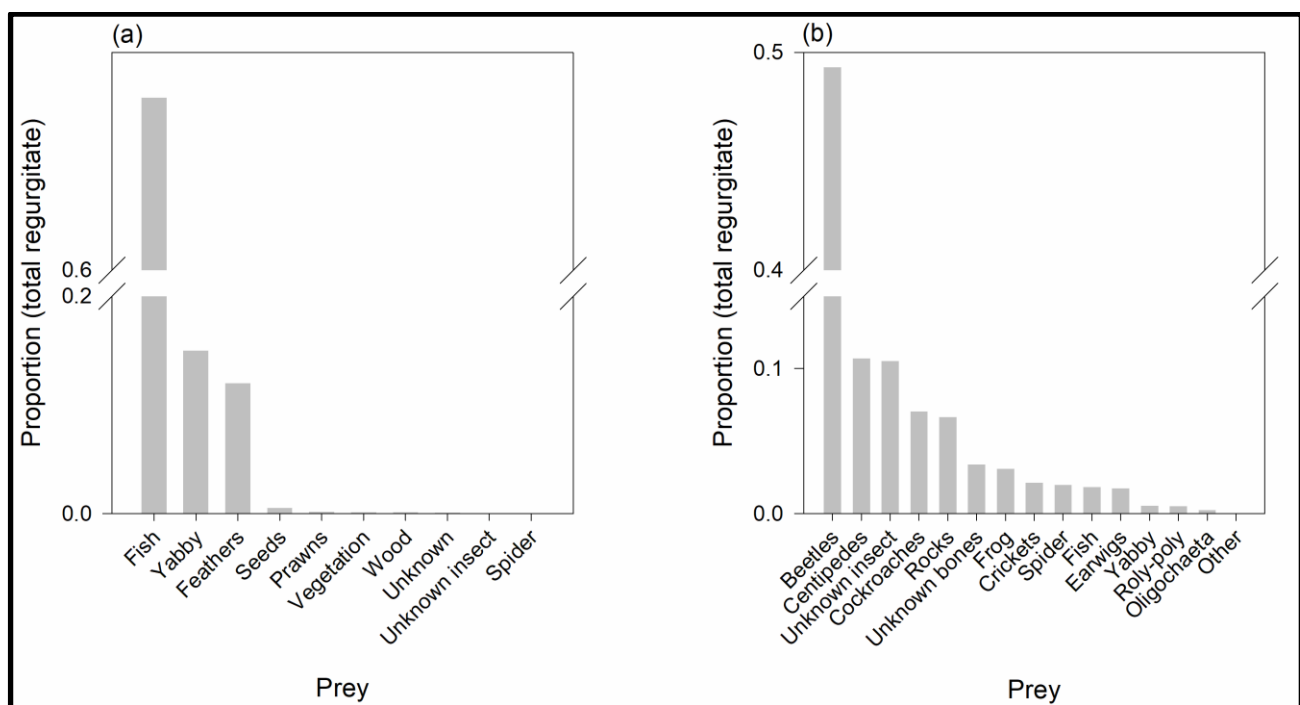 (a)
Proportion (total regurgitate)
0.6
0.2
0.0
Fish
Yabby
Feathers
Seeds
Prawns
Vegetation
Wood
Unknown
Unknown insect
Spider
Prey
(b)
Proportion (total regurgitate)
0.5
0.4
0.1
0.0
Beetles
Centipedes
Unknown insect
Cockroaches
Rocks
Unknown bones
Frog
Crickets
Spider
Fish
Earwigs
Yabby
Roly-poly
Oligochaeta
Other
Prey